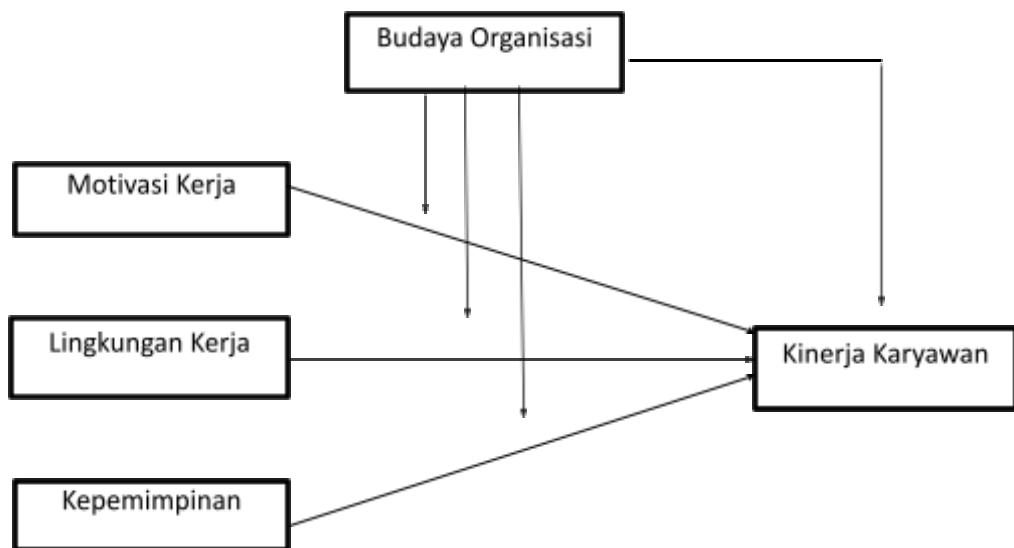 Budaya Organisasi
Motivasi Kerja
Lingkungan Kerja
Kinerja Karyawan
Kepemimpinan